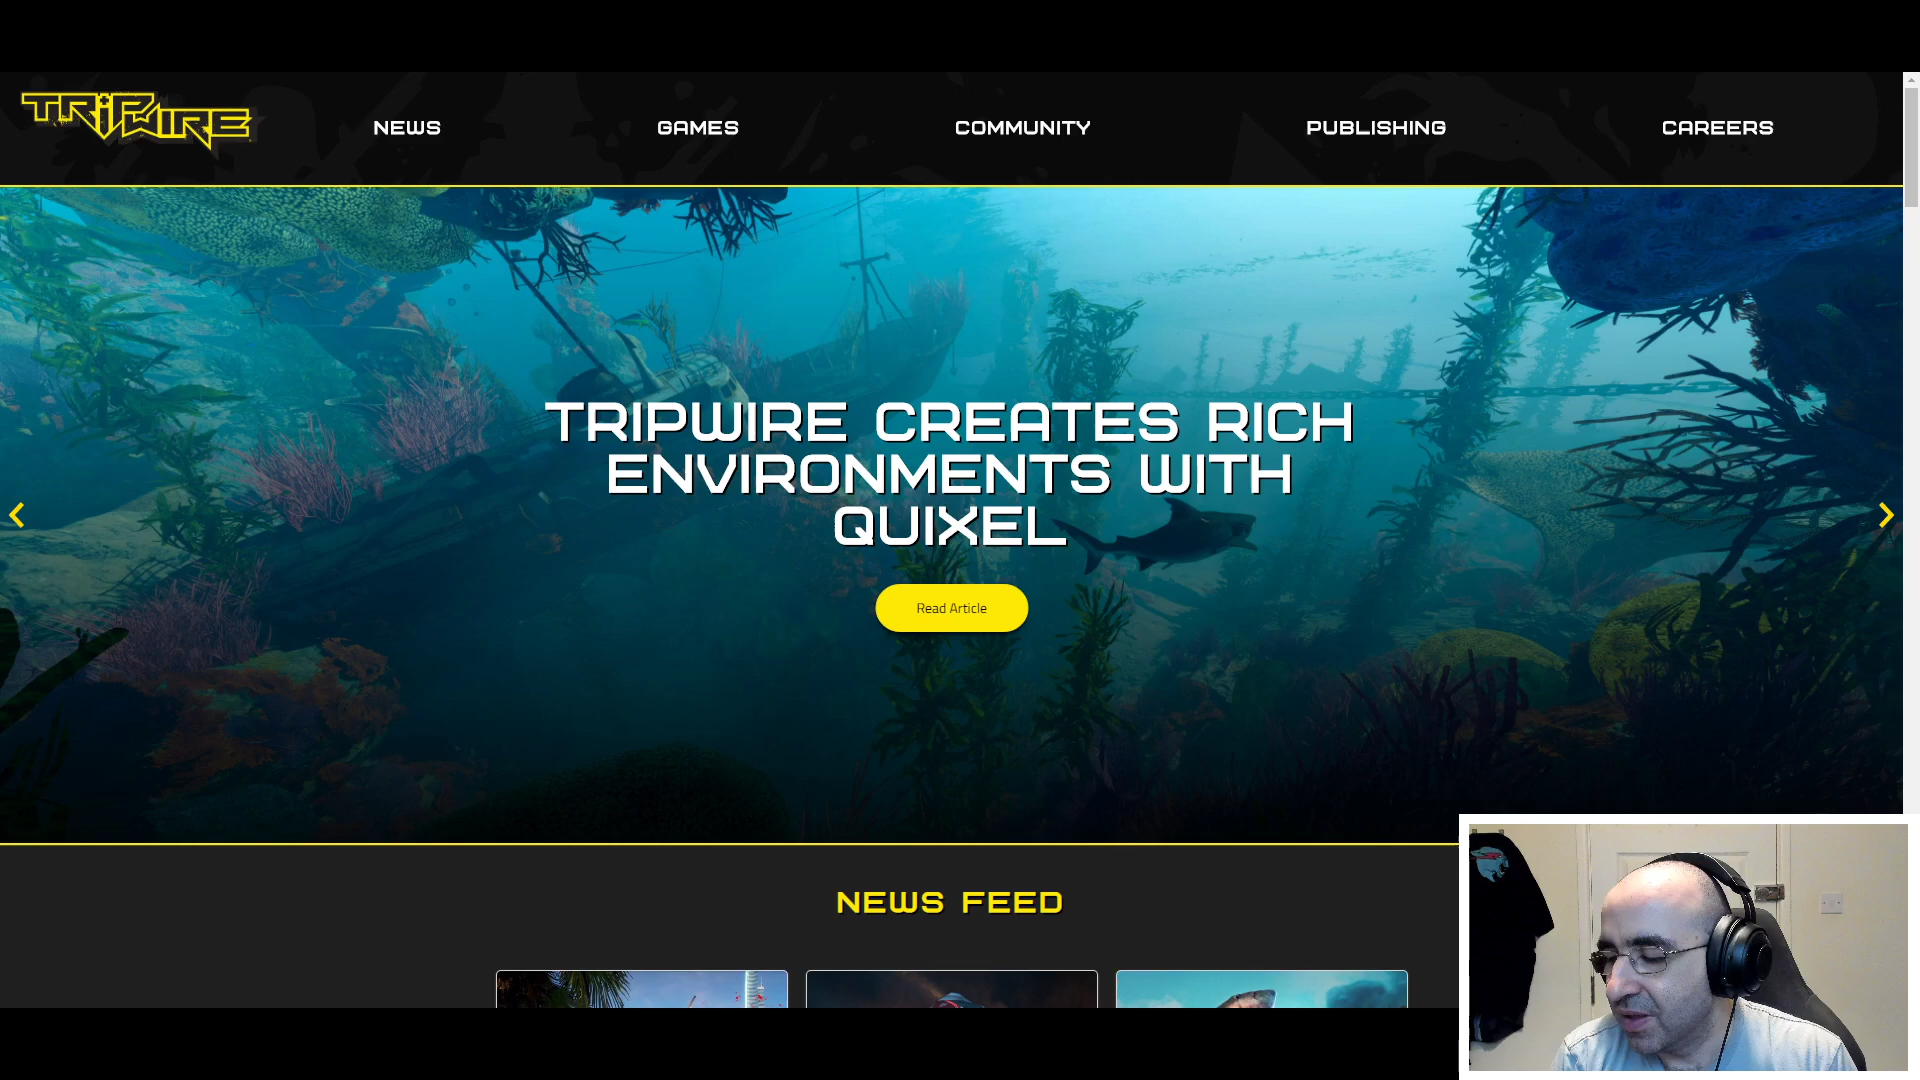 TRIPWIRE
NEWS
GAMES
COMMUNITY
PUBLISHING
CAREERS
TRIPWIRE CREATES RICH
ENVIRONMENTS WITH
QUIXEL
Read Article
NEWS FEED